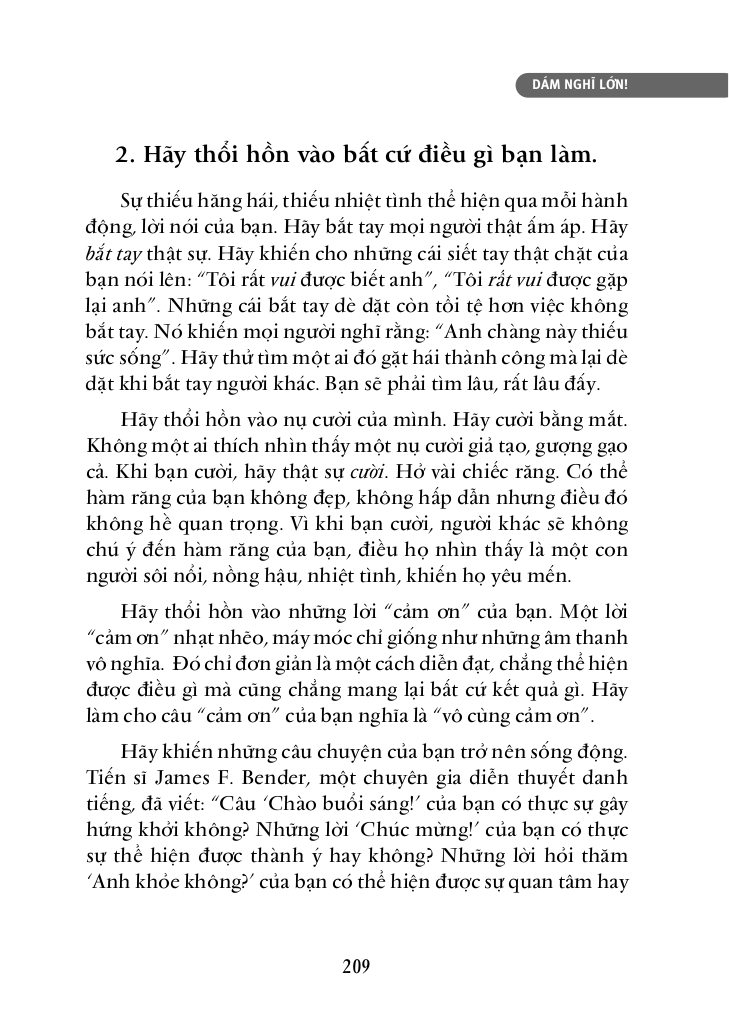 DÁM NGHĨ LỚN!
2. Hãy thổi hồn vào bất cứ điều gì bạn làm.
Sự thiếu hăng hái, thiếu nhiệt tình thể hiện qua mỗi hành
động, lời nói của bạn. Hãy bắt tay mọi người thật ấm áp. Hãy
bắt tay thật sự. Hãy khiến cho những cái siết tay thật chặt của
bạn nói lên: “Tôi rất vui được biết anh”, “Tôi rất vui được gặp
lại anh”. Những cái bắt tay dè dặt còn tồi tệ hơn việc không
bắt tay. Nó khiến mọi người nghĩ rằng: “Anh chàng này thiếu
sức sống”. Hãy thử tìm một ai đó gặt hái thành công mà lại dè
dặt khi bắt tay người khác. Bạn sẽ phải tìm lâu, rất lâu đấy.
Hãy thổi hồn vào nụ cười của mình. Hãy cười bằng mắt.
Không một ai thích nhìn thấy một nụ cười giả tạo, gượng gạo
cả. Khi bạn cười, hãy thật sự cười. Hở vài chiếc răng. Có thể
hàm răng của bạn không đẹp, không hấp dẫn nhưng điều đó
không hề quan trọng. Vì khi bạn cười, người khác sẽ không
chú ý đến hàm răng của bạn, điều họ nhìn thấy là một con
người sôi nổi, nồng hậu, nhiệt tình, khiến họ yêu mến.
Hãy thổi hồn vào những lời “cảm ơn” của bạn. Một lời
“cảm ơn” nhạt nhẽo, máy móc chỉ giống như những âm thanh
vô nghĩa. Đó chỉ đơn giản là một cách diễn đạt, chẳng thể hiện
được điều gì mà cũng chẳng mang lại bất cứ kết quả gì. Hãy
làm cho câu “cảm ơn” của bạn nghĩa là “vô cùng cảm ơn”.
Hãy khiến những câu chuyện của bạn trở nên sống động.
Tiến sĩ James F. Bender, một chuyên gia diễn thuyết danh
tiếng, đã viết: “Câu ‘Chào buổi sáng!’ của bạn có thực sự gây
hứng khởi không? Những lời ‘Chúc mừng!’ của bạn có thực
sự thể hiện được thành ý hay không? Những lời hỏi thăm
‘Anh khỏe không?’ của bạn có thể hiện được sự quan tâm hay
209